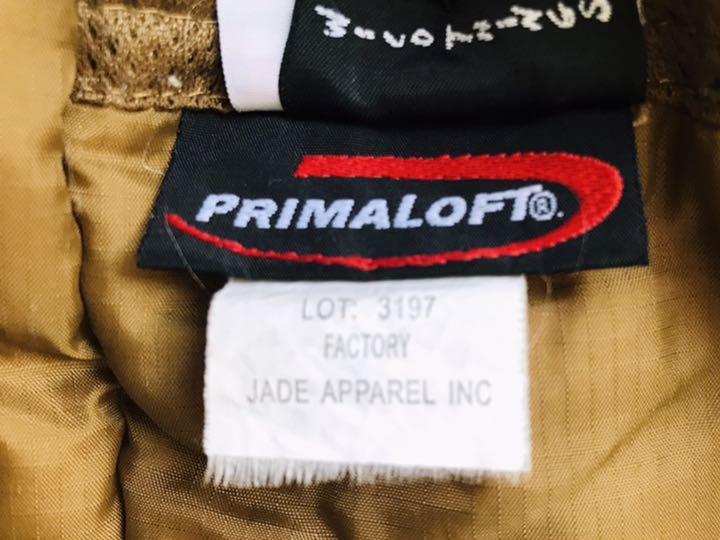 PRIMALOFT®.
LOT: 3197
FACTORY
JADE APPAREL INC